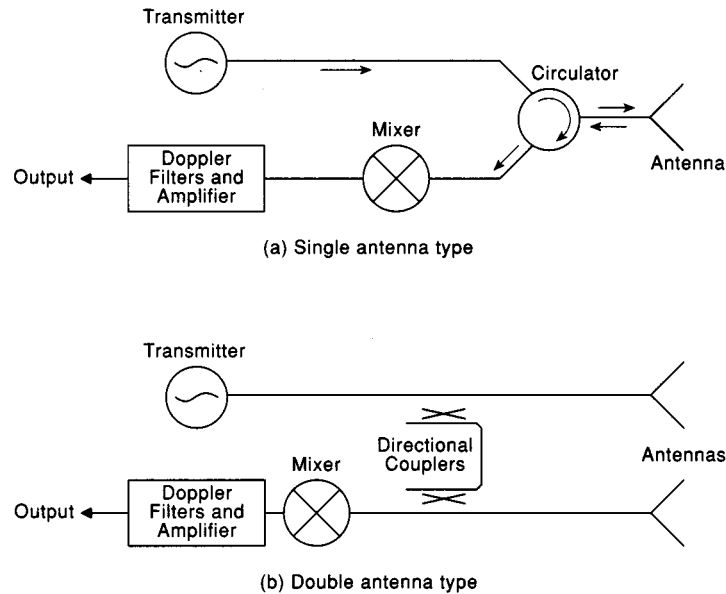 Transmitter
Circulator
Mixer
Antenna
Output
Doppler
Filters and
Amplifier
(a) Single antenna type
Transmitter
Directional
Couplers
Antennas
Mixer
Output
Doppler
Filters and
Amplifier
(b) Double antenna type